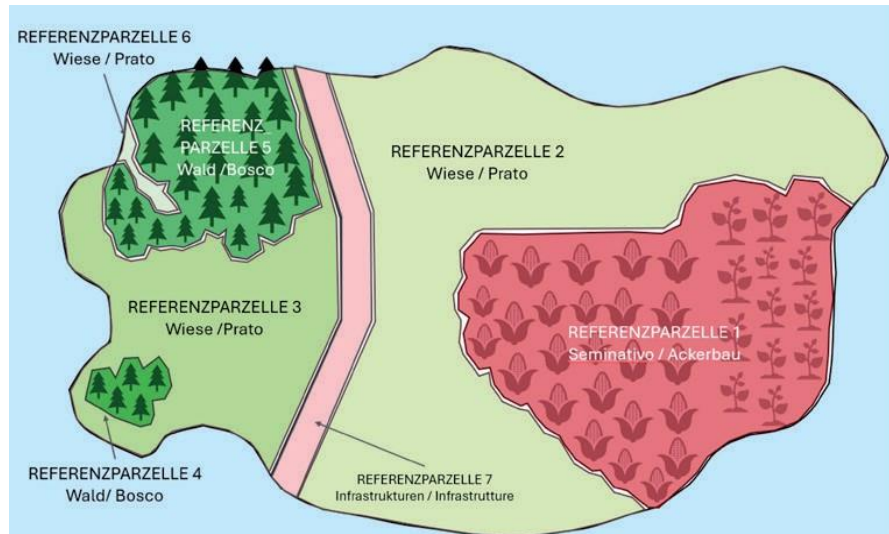 REFERENZPARZELLE 6
Wiese / Prato
REFERENZ_
PARZELLE 5
Wald /Bosco
REFERENZPARZELLE 2
Wiese / Prato
REFERENZPARZELLE 3
Wiese /Prato
REFERENZPARZELLE 1
Seminativo / Ackerbau
REFERENZPARZELLE 4
Wald/ Bosco
REFERENZPARZELLE 7
Infrastrukturen / Infrastrutture